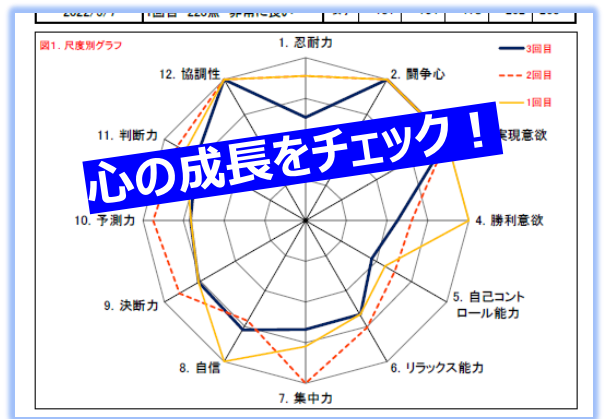 図1. 尺度別グラフ
1. 忍耐力
3回目
2回目
1回目
12. 協調性
2. 闘争心
11. 判断力
実現意欲
心の成長をチェック！
10. 予測力
4. 勝利意欲
9. 決断力
5. 自己コント
ロール能力
8. 自信
6. リラックス能力
7. 集中力